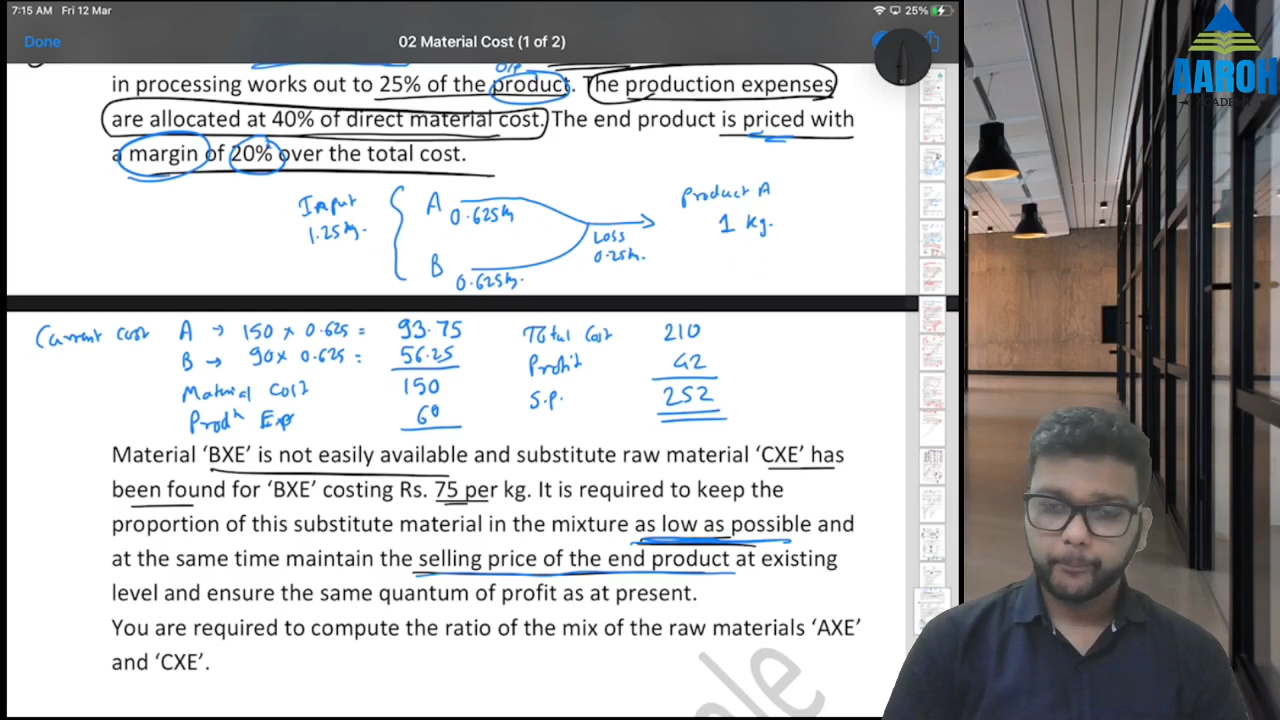 7:15 AM Fri 12 Mar
25%
Done
02 Material Cost (1 of 2)
AAROH
ACADEMY
O/P
in processing works out to 25% of the product. The production expenses
are allocated at 40% of direct material cost. The end product is priced with
a margin of 20% over the total cost.
Input
1.25kg.
A
0.625kg
B
0.625kg.
Loss
0.25kg.
Product A
1 kg.
Current cost A → 150 x 0.625 = 93.75
B → 90x 0.625 = 56.25
Material Cost 150
Prodn Exp 60
Total Cost 210
Profit 42
S.P. 252
Material ‘BXE’ is not easily available and substitute raw material ‘CXE’ has
been found for ‘BXE’ costing Rs. 75 per kg. It is required to keep the
proportion of this substitute material in the mixture as low as possible and
at the same time maintain the selling price of the end product at existing
level and ensure the same quantum of profit as at present.
You are required to compute the ratio of the mix of the raw materials ‘AXE’
and ‘CXE’.